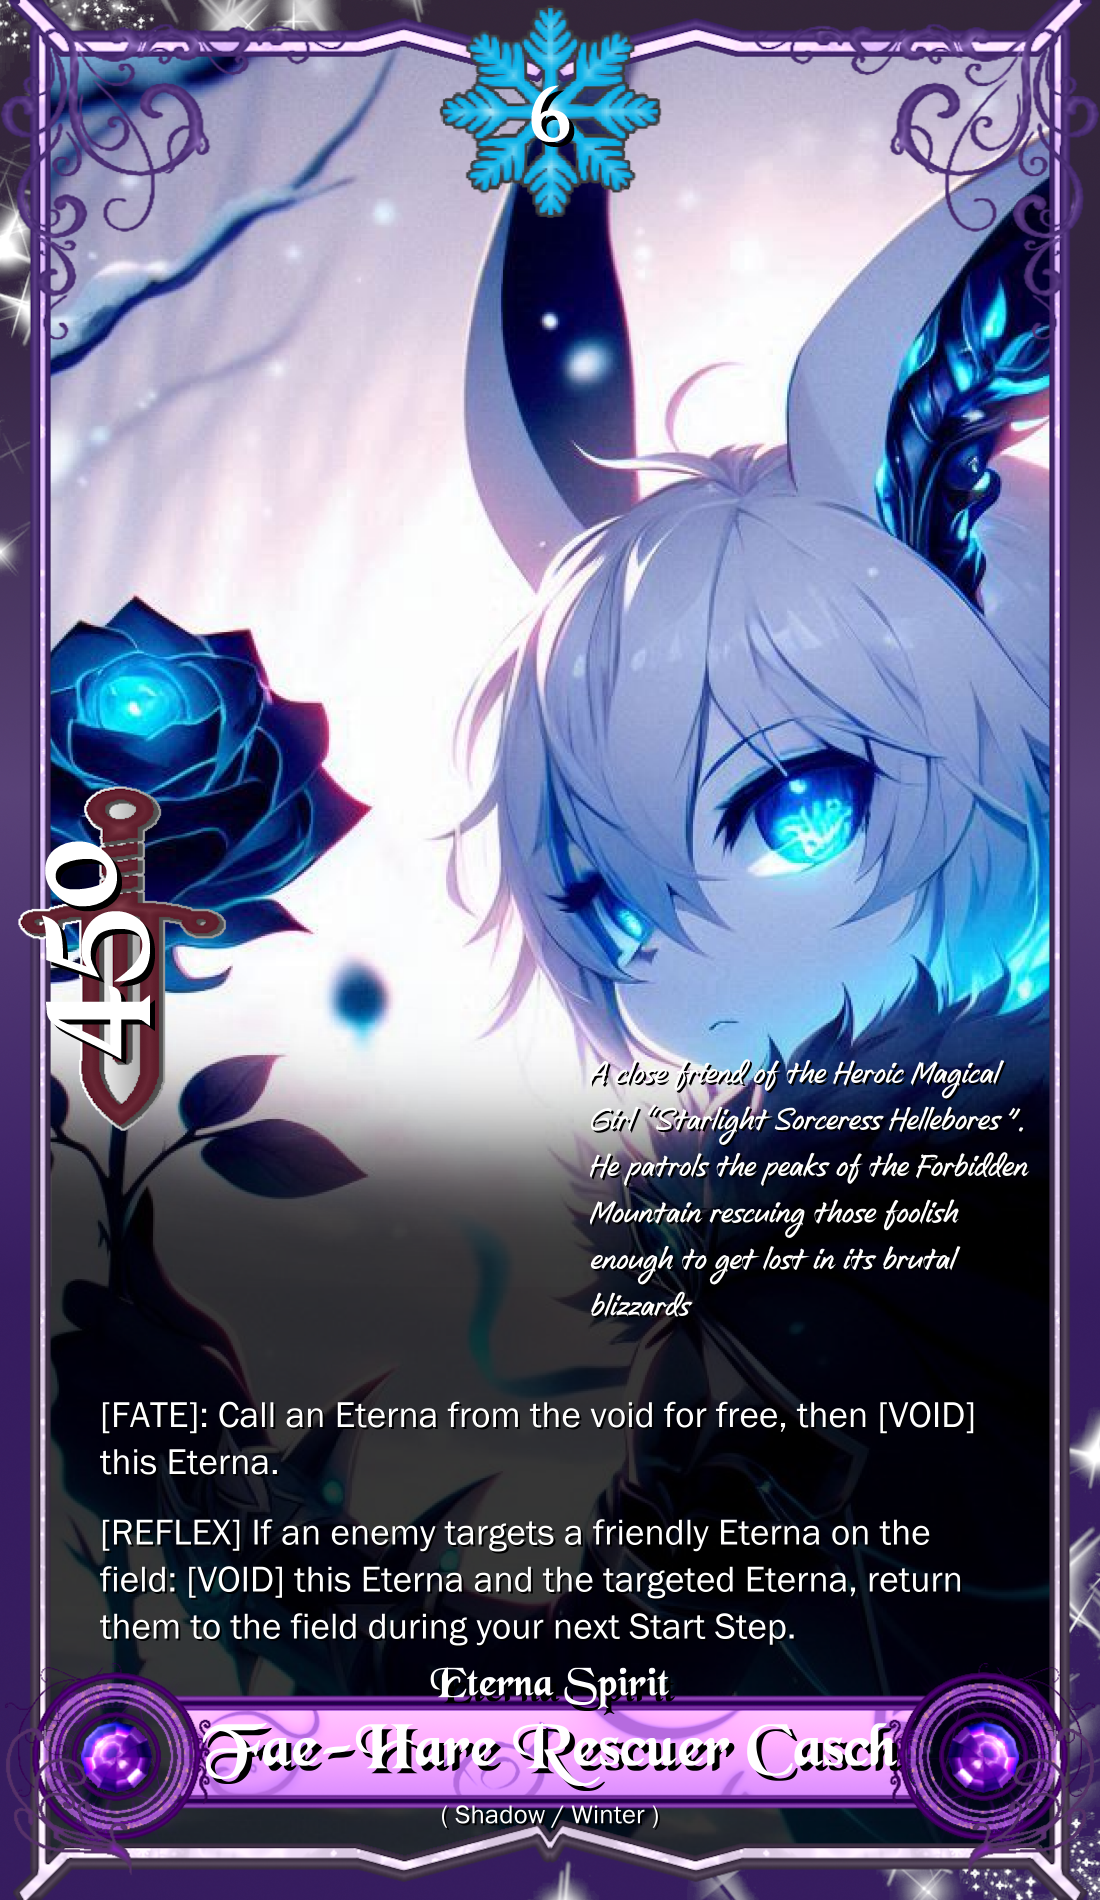 6
450
A close friend of the Heroic Magical
Girl "Starlight Sorceress Hellebores".
He patrols the peaks of the Forbidden
Mountain rescuing those foolish
enough to get lost in its brutal
blizzards
[FATE]: Call an Eterna from the void for free, then [VOID]
this Eterna.
[REFLEX] If an enemy targets a friendly Eterna on the
field: [VOID] this Eterna and the targeted Eterna, return
them to the field during your next Start Step.
Eterna Spirit
Fae-Hare Rescuer Casch
( Shadow / Winter )